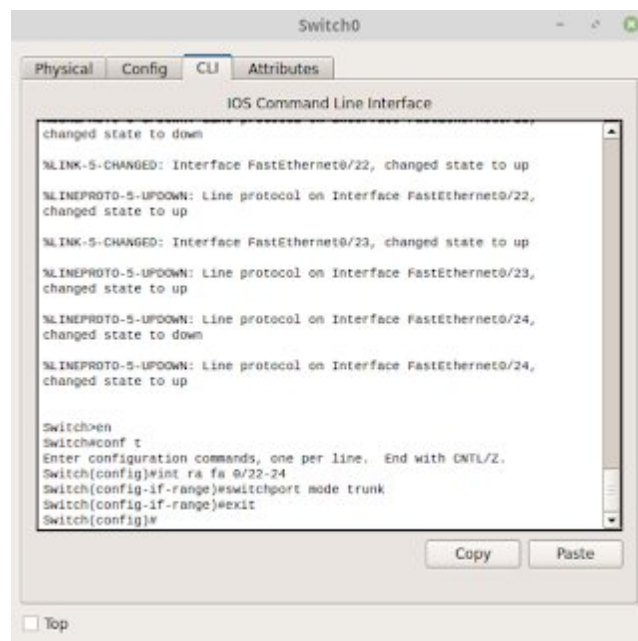 Switch0
Physical Config CLI Attributes
IOS Command Line Interface
changed state to down
%LINK-5-CHANGED: Interface FastEthernet0/22, changed state to up
%LINEPROTO-5-UPDOWN: Line protocol on Interface FastEthernet0/22,
changed state to up
%LINK-5-CHANGED: Interface FastEthernet0/23, changed state to up
%LINEPROTO-5-UPDOWN: Line protocol on Interface FastEthernet0/23,
changed state to up
%LINEPROTO-5-UPDOWN: Line protocol on Interface FastEthernet0/24,
changed state to down
%LINEPROTO-5-UPDOWN: Line protocol on Interface FastEthernet0/24,
changed state to up
Switch>en
Switch#conf t
Enter configuration commands, one per line. End with CNTL/Z.
Switch(config)#int ra fa 0/22-24
Switch(config-if-range)#switchport mode trunk
Switch(config-if-range)#exit
Switch(config)#
Copy Paste
Top